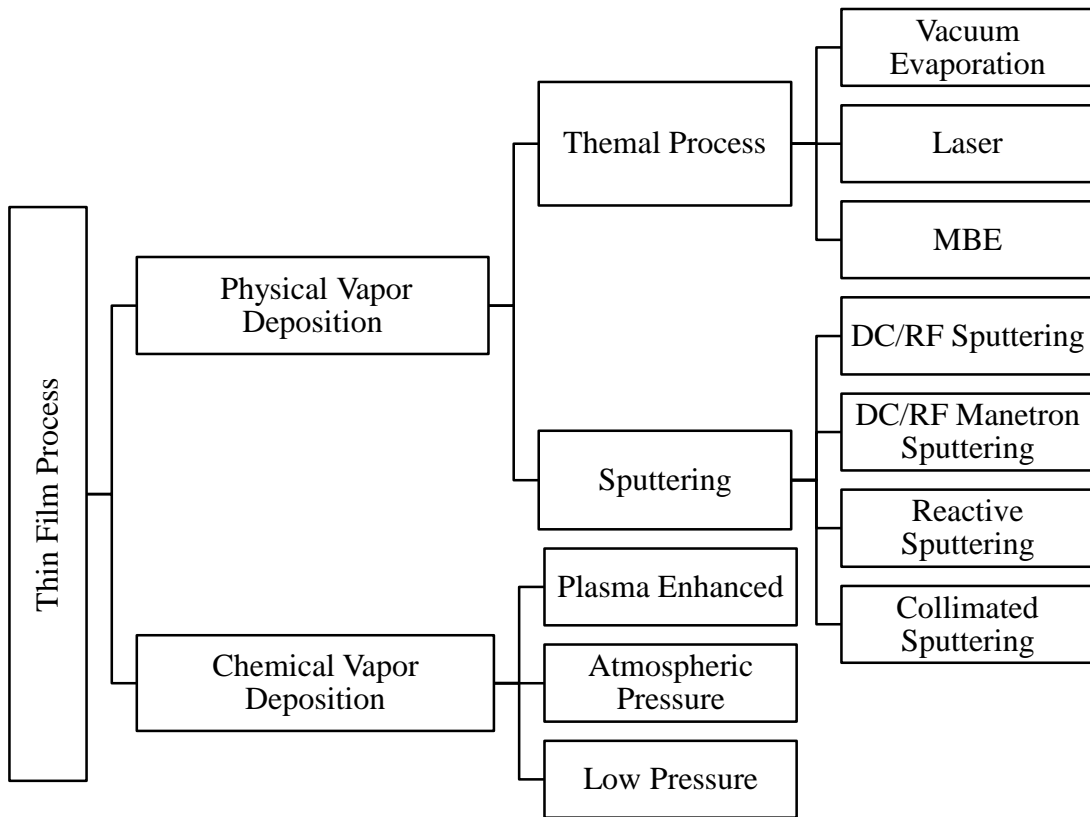 Thin Film Process
Physical Vapor
Deposition
Themal Process
Vacuum
Evaporation
Laser
MBE
Sputtering
DC/RF Sputtering
DC/RF Manetron
Sputtering
Reactive
Sputtering
Collimated
Sputtering
Chemical Vapor
Deposition
Plasma Enhanced
Atmospheric
Pressure
Low Pressure